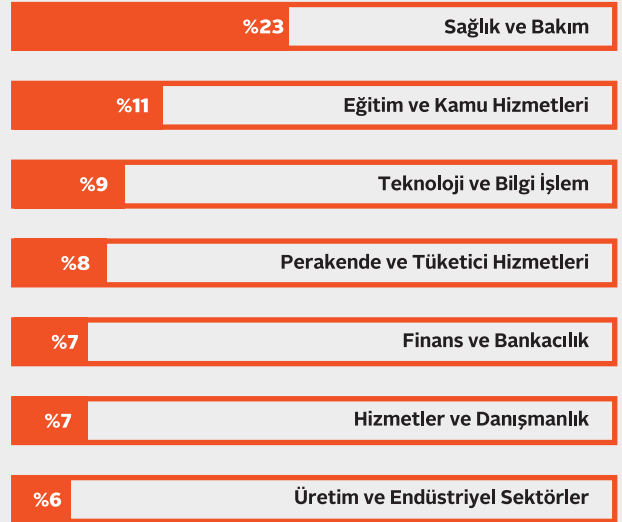 %23 Sağlık ve Bakım
%11 Eğitim ve Kamu Hizmetleri
%9 Teknoloji ve Bilgi İşlem
%8 Perakende ve Tüketici Hizmetleri
%7 Finans ve Bankacılık
%7 Hizmetler ve Danışmanlık
%6 Üretim ve Endüstriyel Sektörler